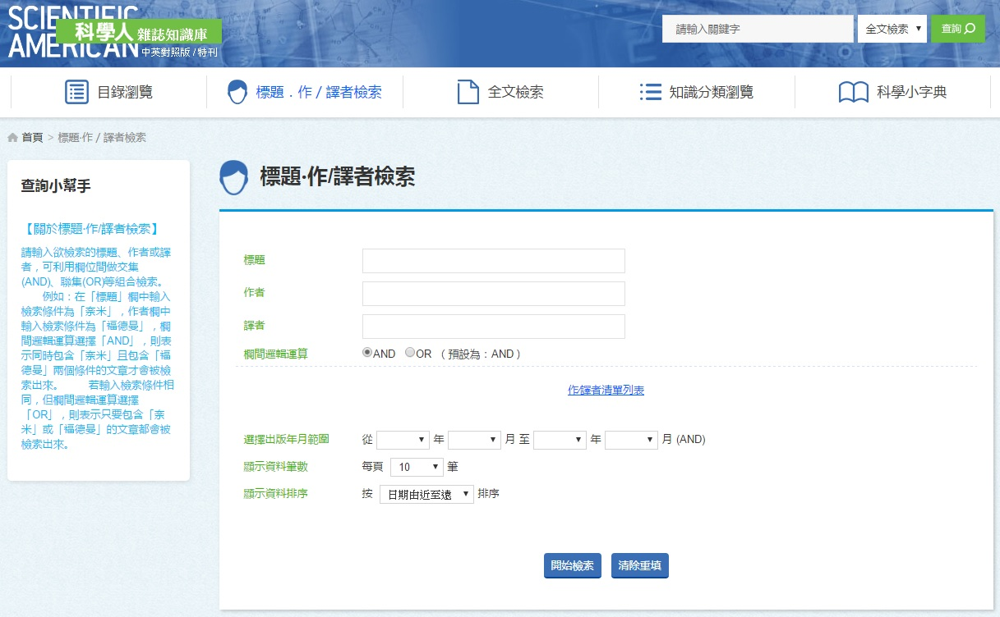 SCIENTIFIC
AMERICAN
科學人 雜誌知識庫
中英對照版 / 特刊
請輸入關鍵字
全文檢索
查詢
目錄瀏覽
標題．作 / 譯者檢索
全文檢索
知識分類瀏覽
科學小字典
首頁 > 標題‧作 / 譯者檢索
查詢小幫手
【關於標題‧作/譯者檢索】
請輸入欲檢索的標題、作者或譯
者，可利用欄位間做交集
(AND)、聯集(OR)等組合檢索。
例如：在「標題」欄中輸入
檢索條件為「奈米」，作者欄中
輸入檢索條件為「福德曼」，欄
間邏輯運算選擇「AND」，則表
示同時包含「奈米」且包含「福
德曼」兩個條件的文章才會被檢
索出來。 若輸入檢索條件相
同，但欄間邏輯運算選擇
「OR」，則表示只要包含「奈
米」或「福德曼」的文章都會被
檢索出來。
標題‧作/譯者檢索
標題
作者
譯者
欄間邏輯運算 AND OR （ 預設為：AND ）
作/譯者清單列表
選擇出版年月範圍 從 年 月 至 年 月 (AND)
顯示資料筆數 每頁 10 筆
顯示資料排序 按 日期由近至遠 排序
開始檢索 清除重填